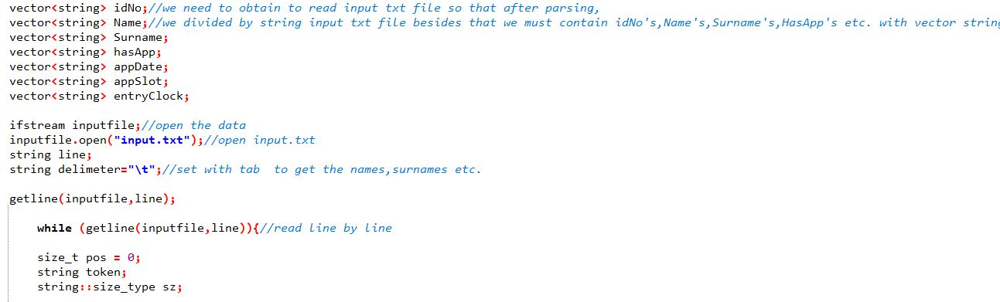 vector<string> idNo;//we need to obtain to read input txt file so that after parsing,
vector<string> Name;//we divided by string input txt file besides that we must contain idNo's,Name's,Surname's,HasApp's etc. with vector string
vector<string> Surname;
vector<string> hasApp;
vector<string> appDate;
vector<string> appSlot;
vector<string> entryClock;
ifstream inputfile;//open the data
inputfile.open("input.txt");//open input.txt
string line;
string delimeter="\t";//set with tab  to get the names,surnames etc.
getline(inputfile,line);
while (getline(inputfile,line)){//read line by line
size_t pos = 0;
string token;
string::size_type sz;